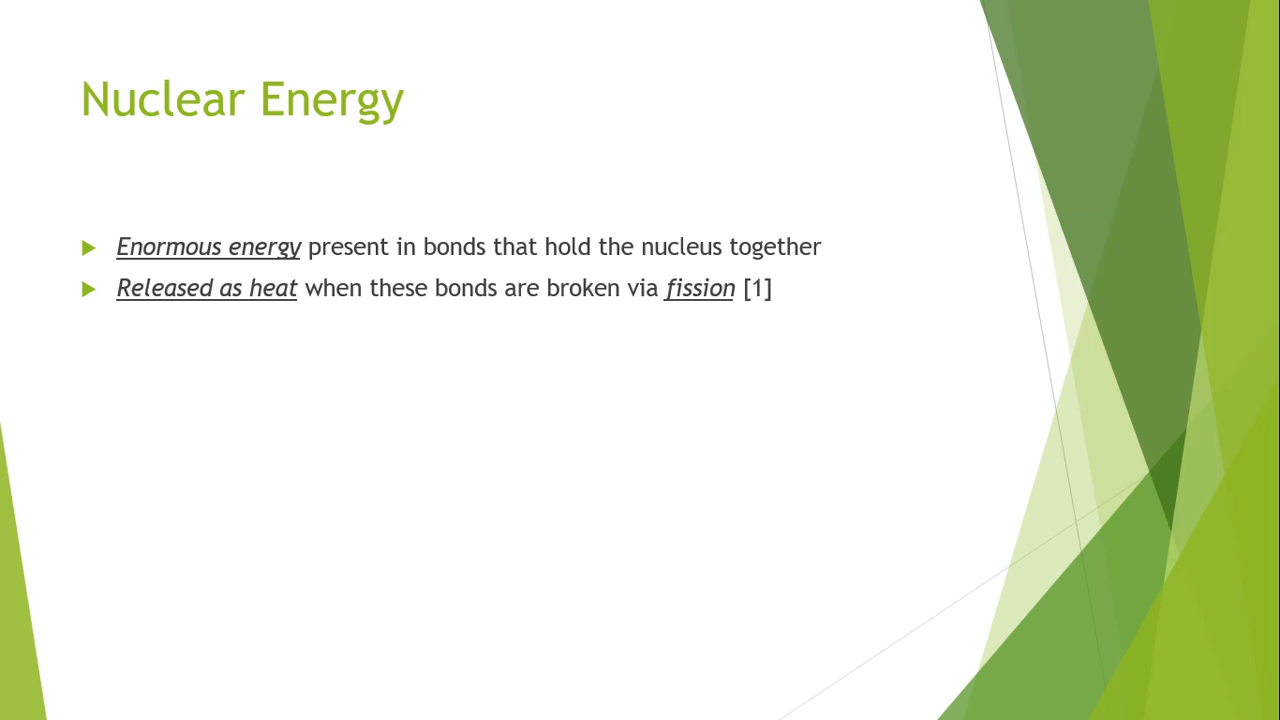 Nuclear Energy
Enormous energy present in bonds that hold the nucleus together
Released as heat when these bonds are broken via fission [1]